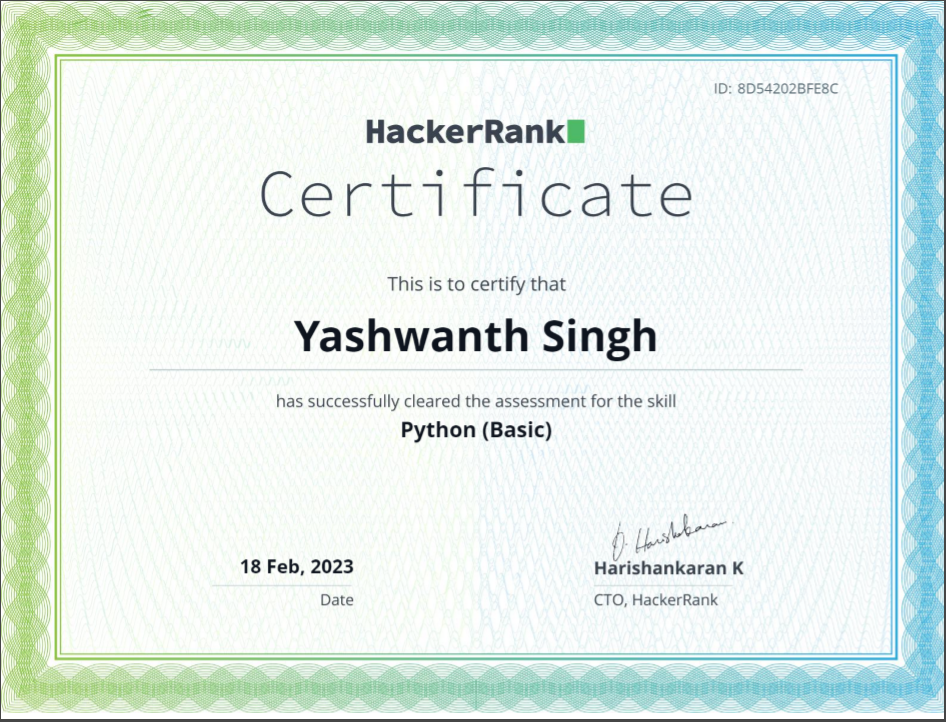 ID: 8D54202BFE8C
HackerRank
Certificate
This is to certify that
Yashwanth Singh
has successfully cleared the assessment for the skill
Python (Basic)
18 Feb, 2023
Date
Harishankaran K
CTO, HackerRank